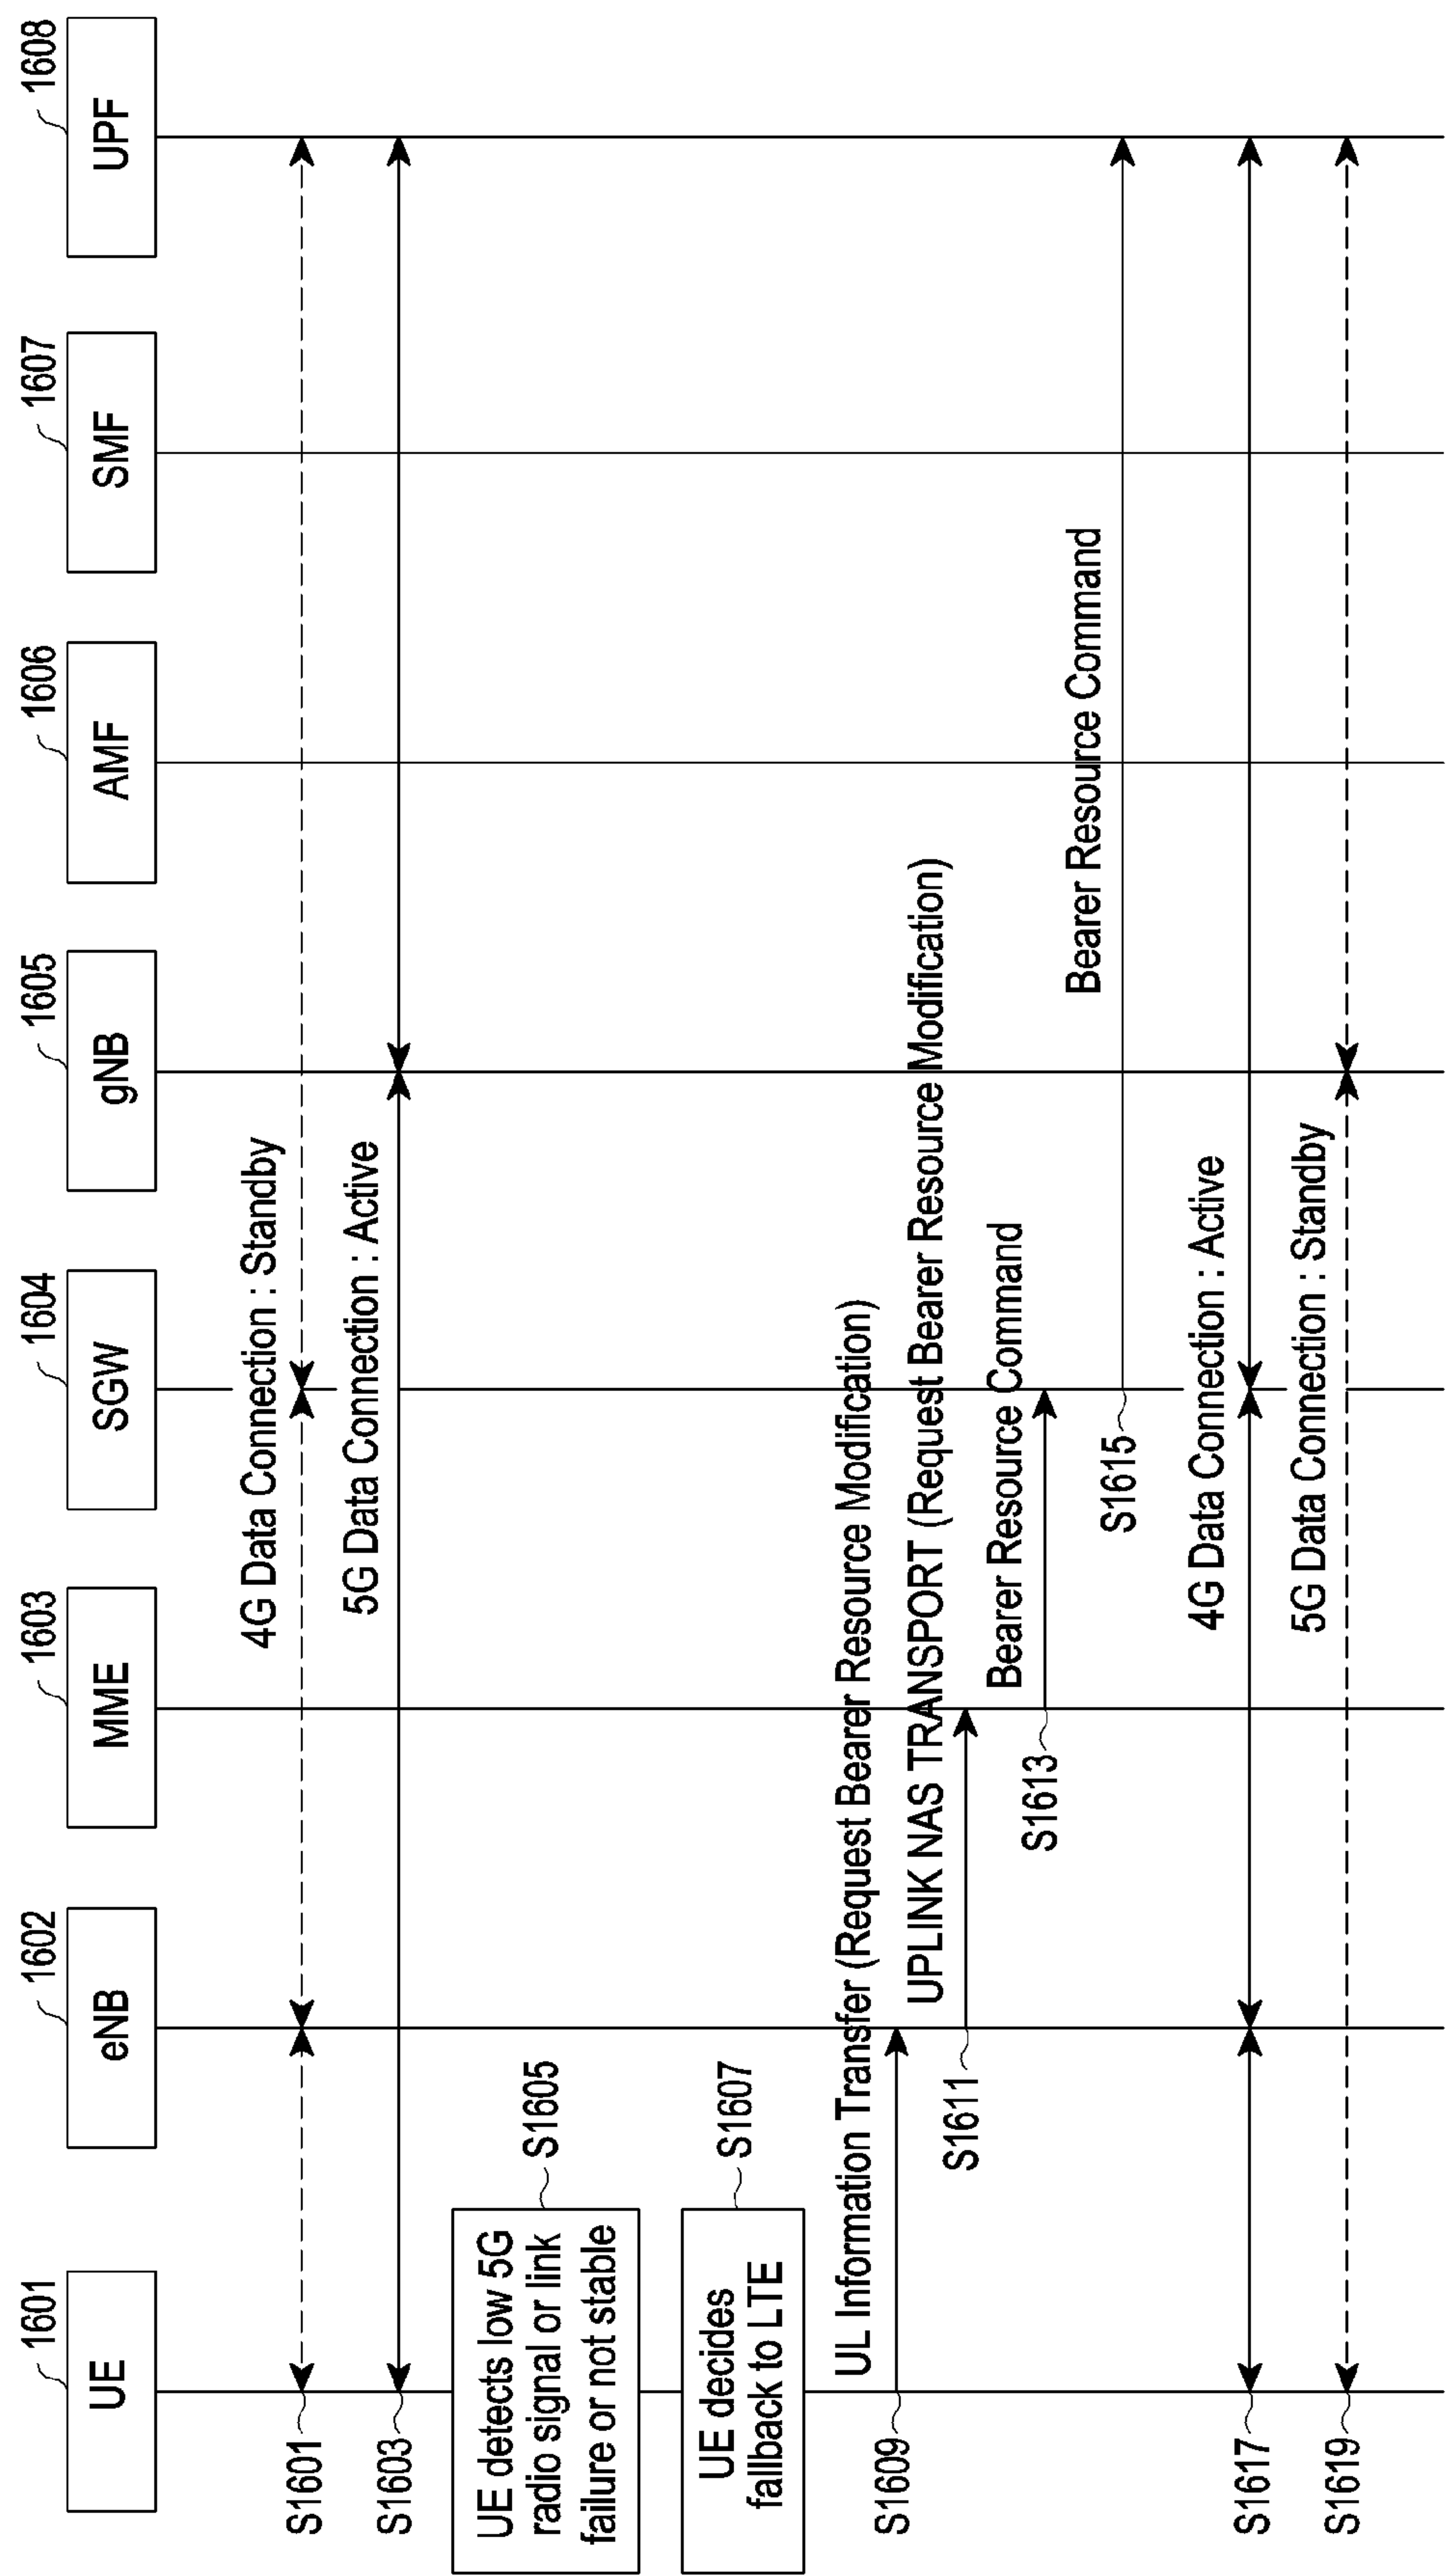 1601
1602
1603
1604
1605
1606
1607
1608
UE
eNB
MME
SGW
gNB
AMF
SMF
UPF
4G Data Connection : Standby
S1601
5G Data Connection : Active
S1603
UE detects low 5G
radio signal or link
failure or not stable
S1605
UE decides
fallback to LTE
S1607
UL Information Transfer (Request Bearer Resource Modification)
S1609
UPLINK NAS TRANSPORT (Request Bearer Resource Modification)
S1611
Bearer Resource Command
S1613
Bearer Resource Command
S1615
4G Data Connection : Active
S1617
5G Data Connection : Standby
S1619